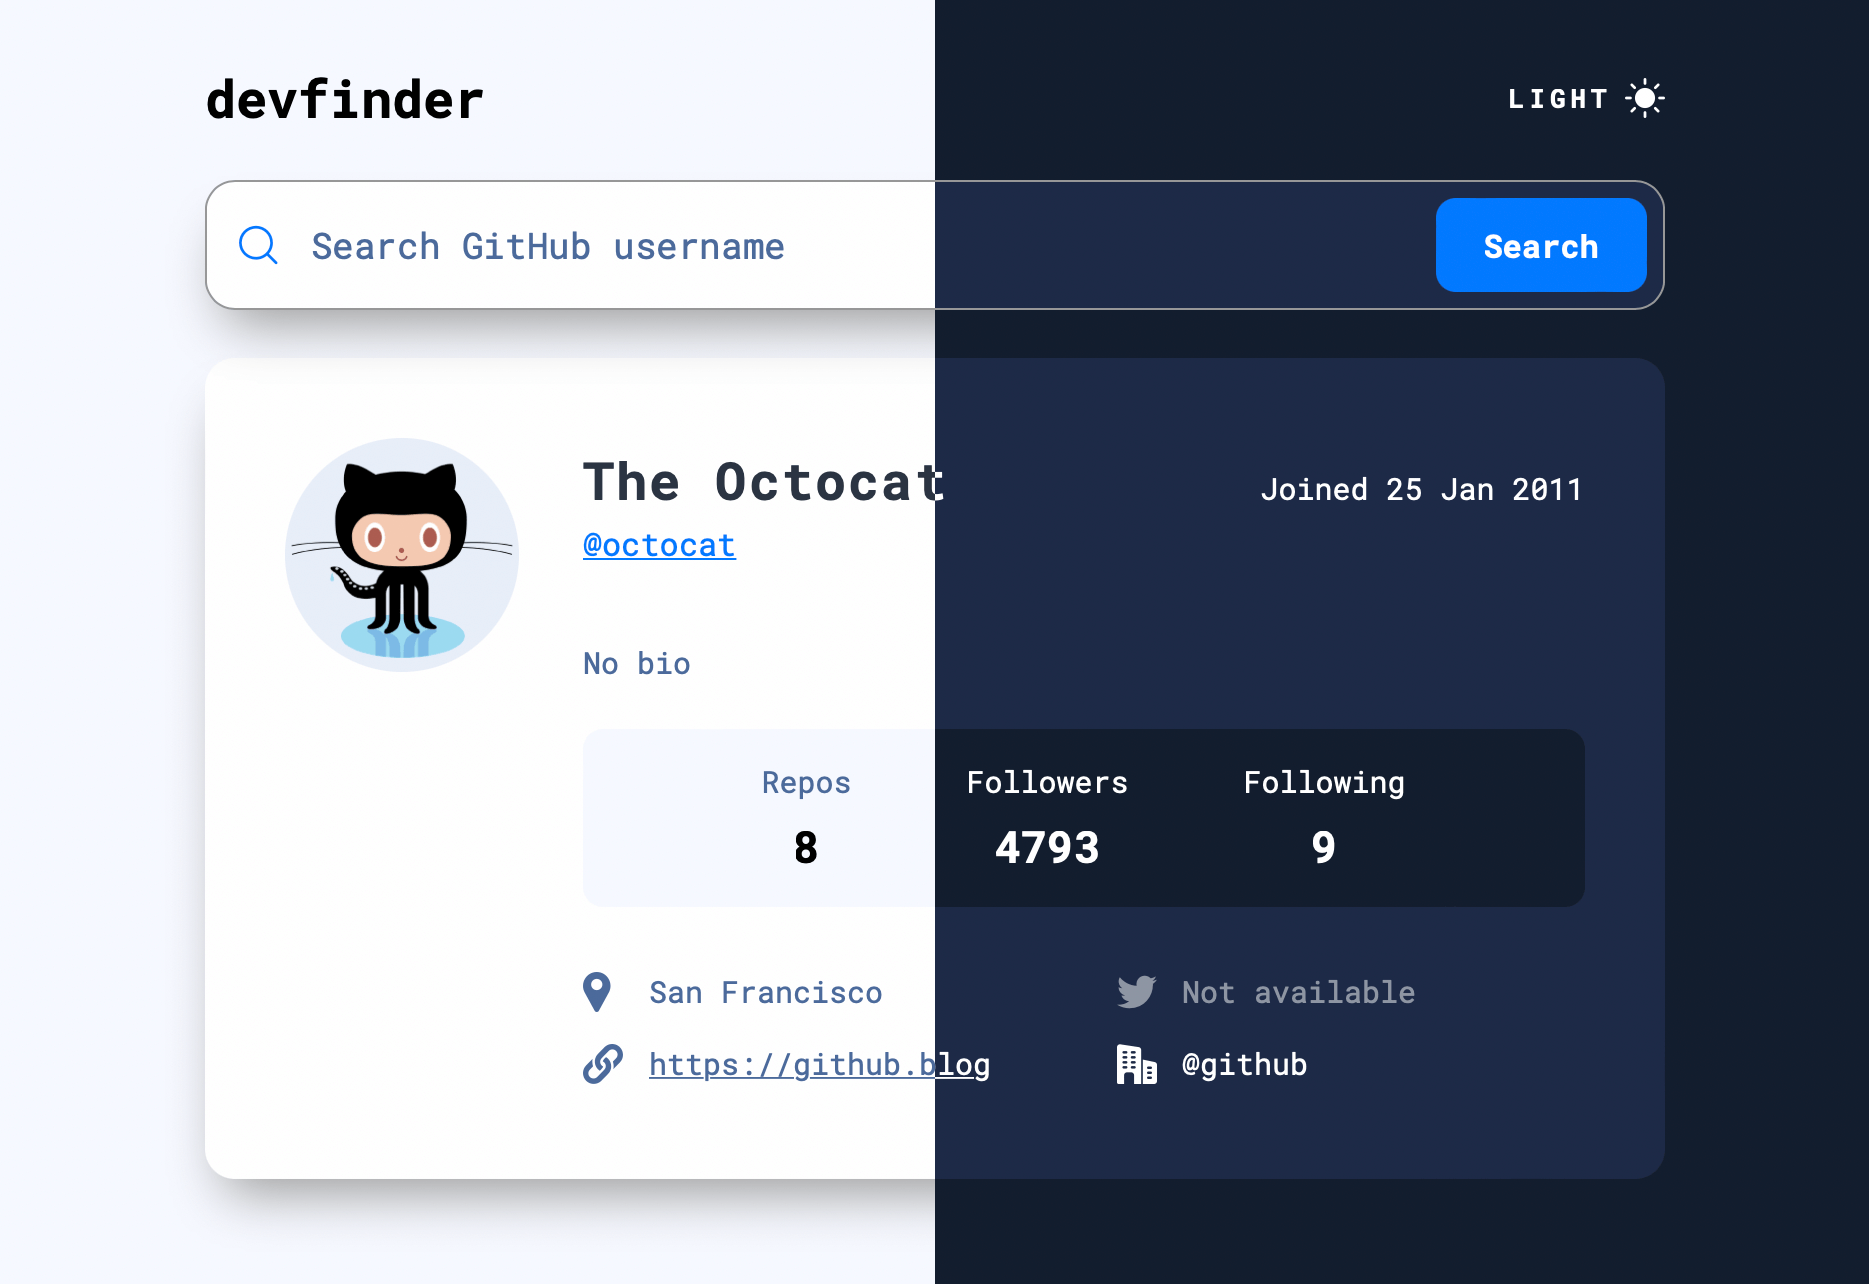 devfinder
LIGHT
Search GitHub username
Search
The Octocat
Joined 25 Jan 2011
@octocat
No bio
Repos Followers Following
8 4793 9
San Francisco
Not available
https://github.blog
@github